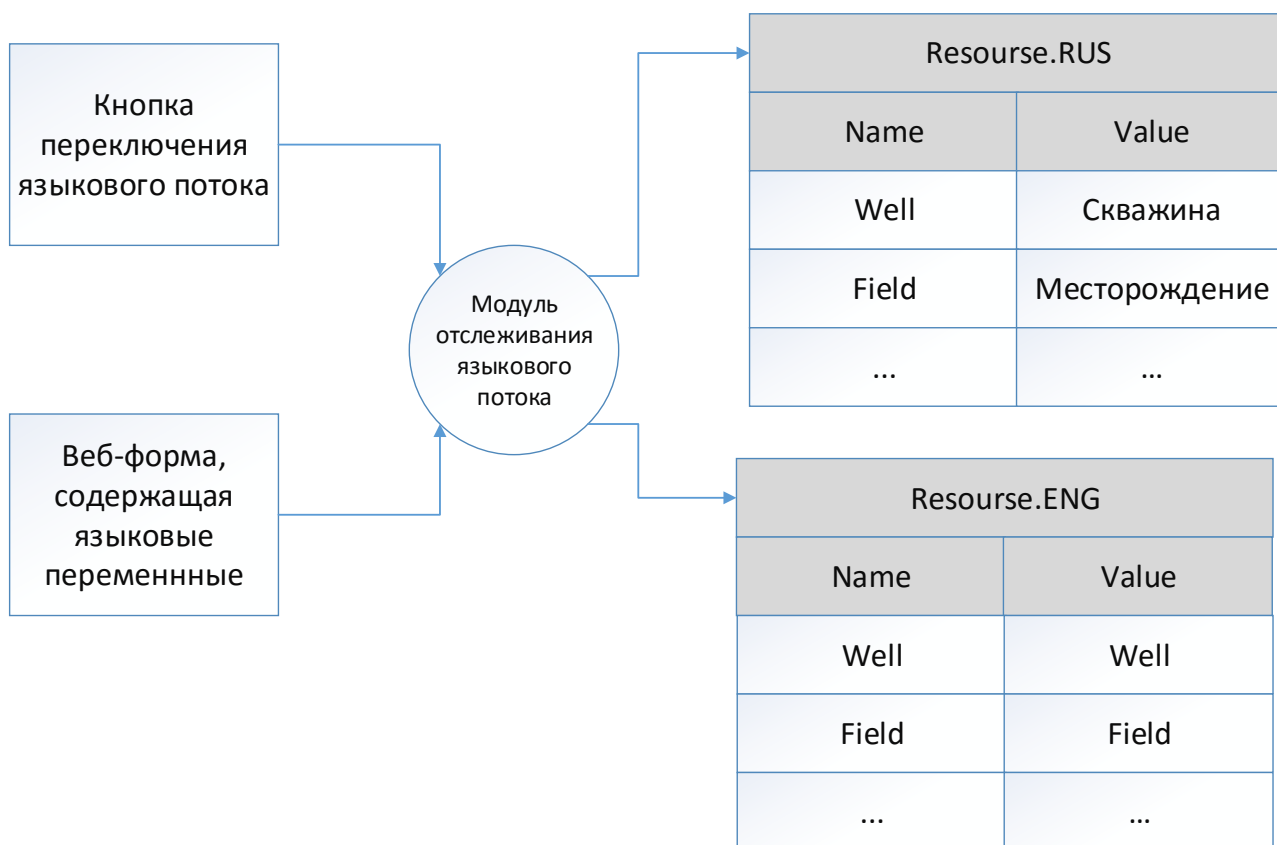 Кнопка
переключения
языкового потока
Веб-форма,
содержащая
языковые
переменнные
Модуль
отслеживания
языкового
потока
Resourse.RUS
Name Value
Well Скважина
Field Месторождение
... ...
Resourse.ENG
Name Value
Well Well
Field Field
... ...